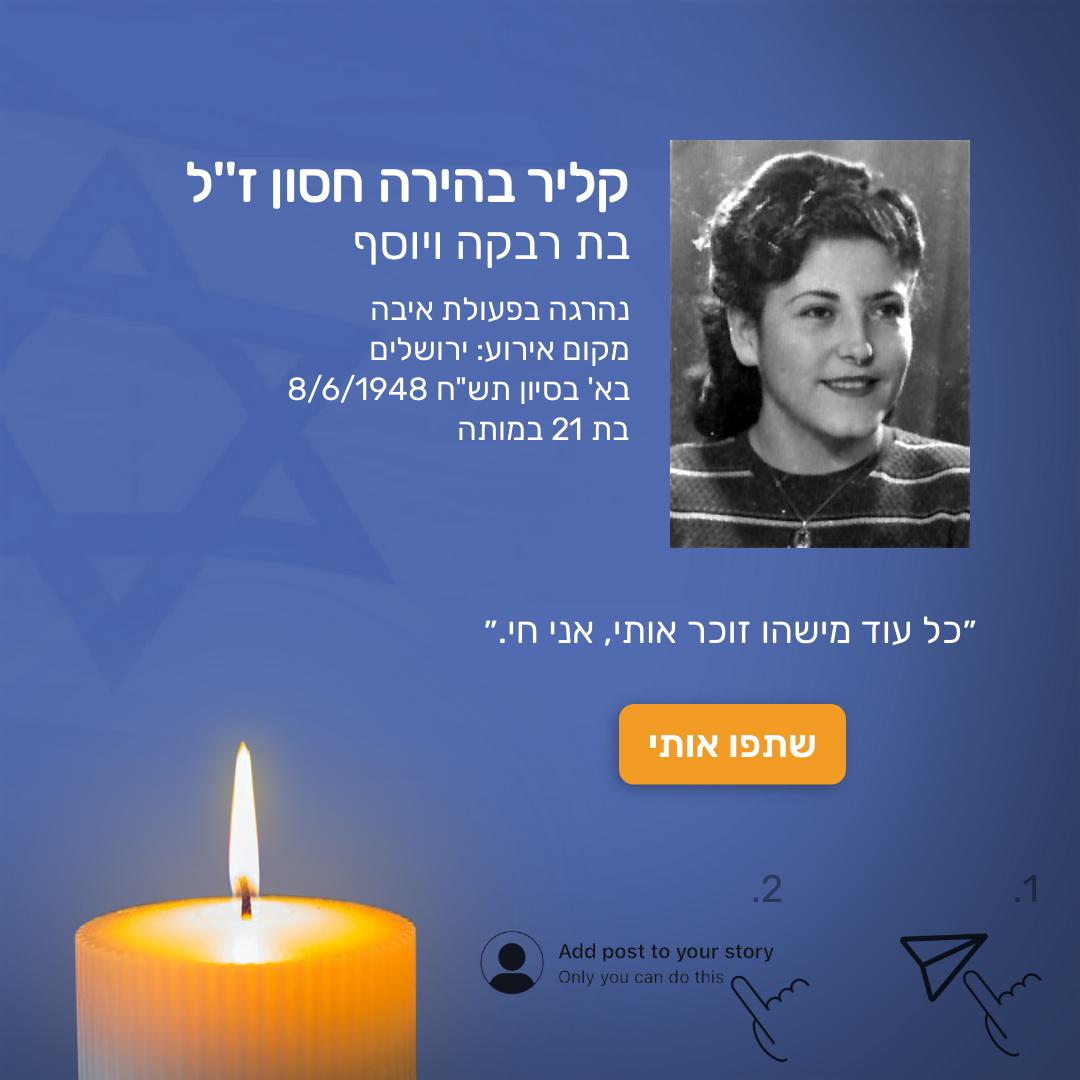 קליר בהירה חסון ז"ל
בת רבקה ויוסף
נהרגה בפעולת איבה
מקום אירוע: ירושלים
בא' בסיון תש"ח 8/6/1948
בת 21 במותה
”כל עוד מישהו זוכר אותי, אני חי.”
שתפו אותי
1.
2.
Add post to your story
Only you can do this